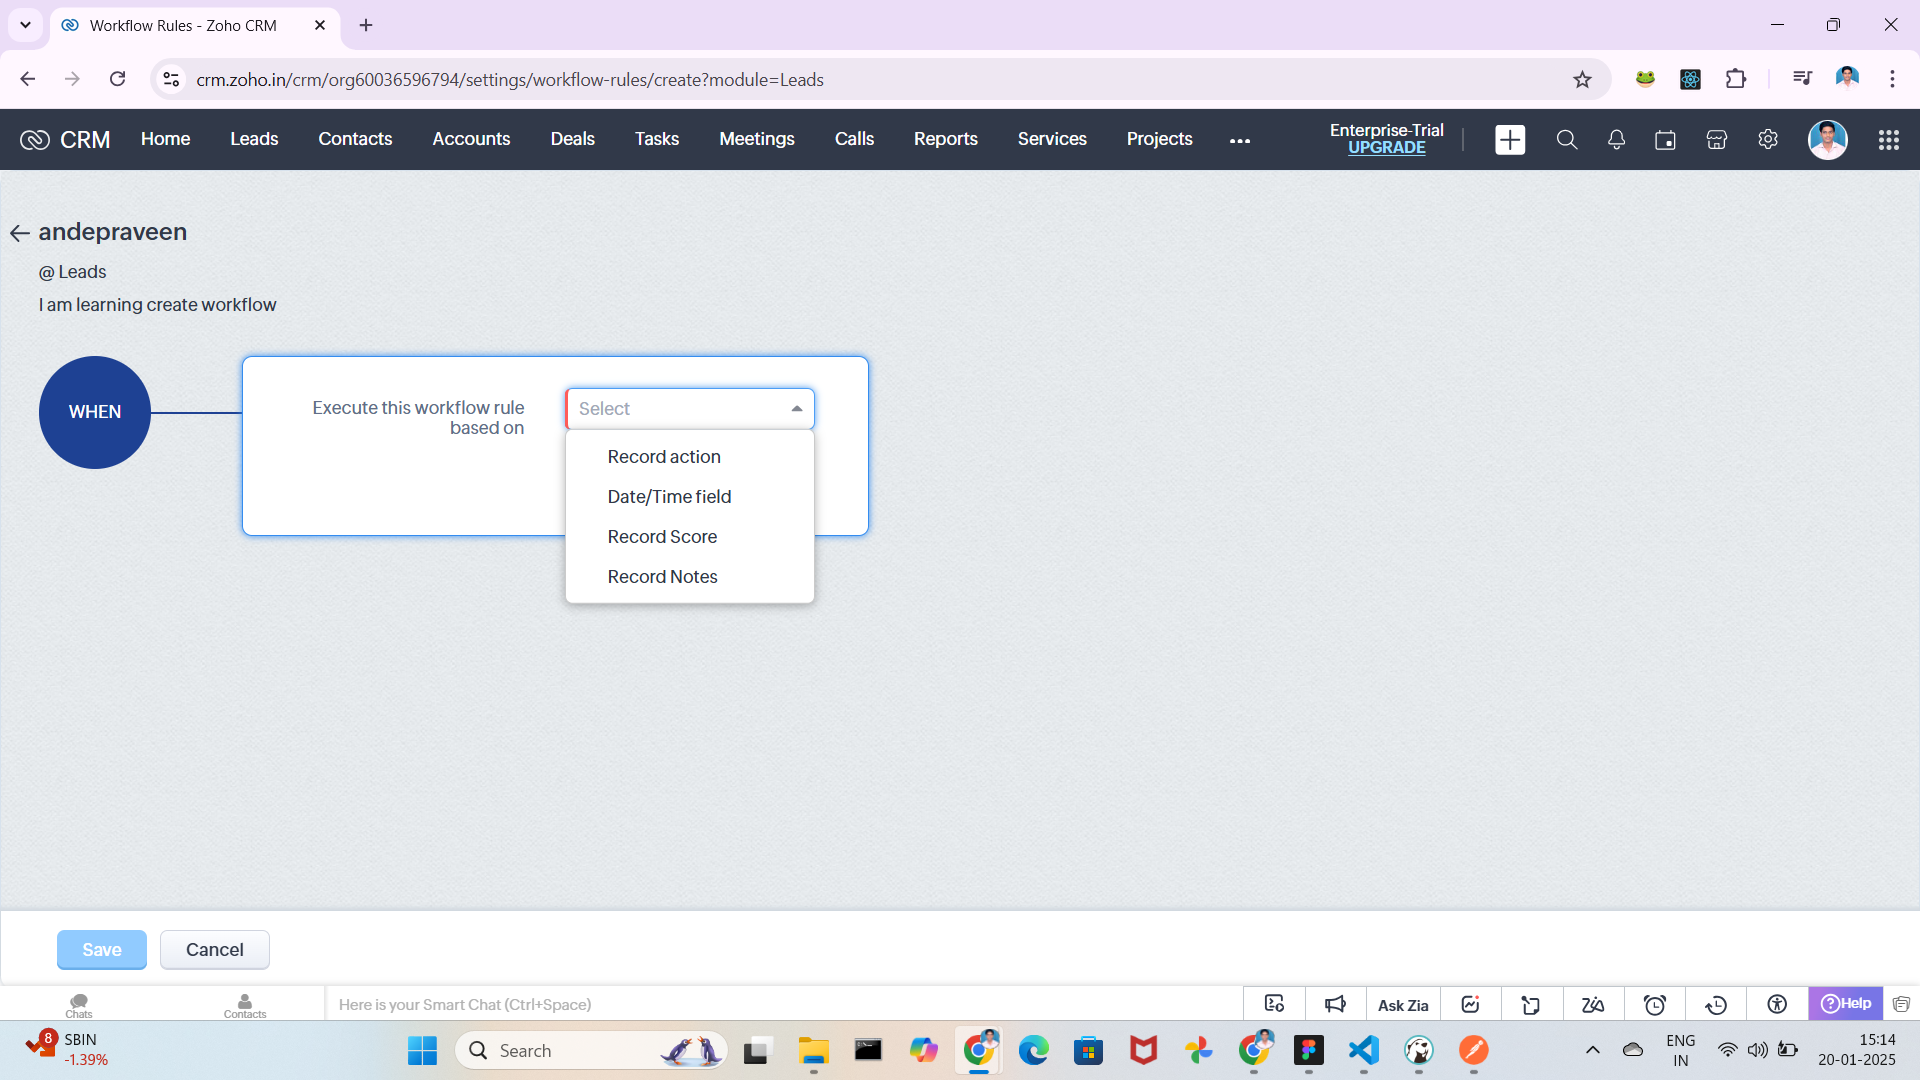 Workflow Rules - Zoho CRM
crm.zoho.in/crm/org60036596794/settings/workflow-rules/create?module=Leads
CRM
Home
Leads
Contacts
Accounts
Deals
Tasks
Meetings
Calls
Reports
Services
Projects
Enterprise-Trial
UPGRADE
andepraveen
@ Leads
I am learning create workflow
WHEN
Execute this workflow rule
based on
Select
Record action
Date/Time field
Record Score
Record Notes
Save
Cancel
Chats
Contacts
Here is your Smart Chat (Ctrl+Space)
Ask Zia
Help
8
SBIN
-1.39%
Search
ENG
IN
15:14
20-01-2025